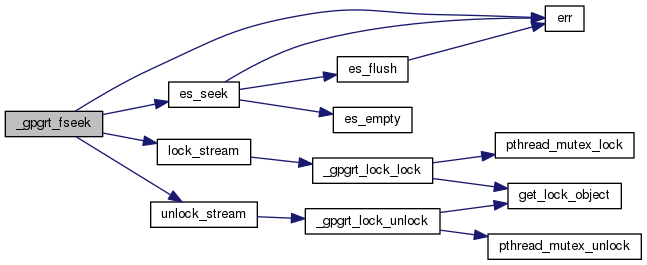 _gpgrt_fseek
err
es_seek
es_flush
es_empty
lock_stream
_gpgrt_lock_lock
pthread_mutex_lock
get_lock_object
unlock_stream
_gpgrt_lock_unlock
pthread_mutex_unlock